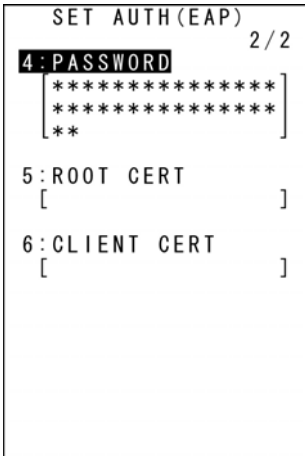 SET AUTH(EAP)
2/2
4:PASSWORD
[***************
***************
**]
5:ROOT CERT
[ ]
6:CLIENT CERT
[ ]